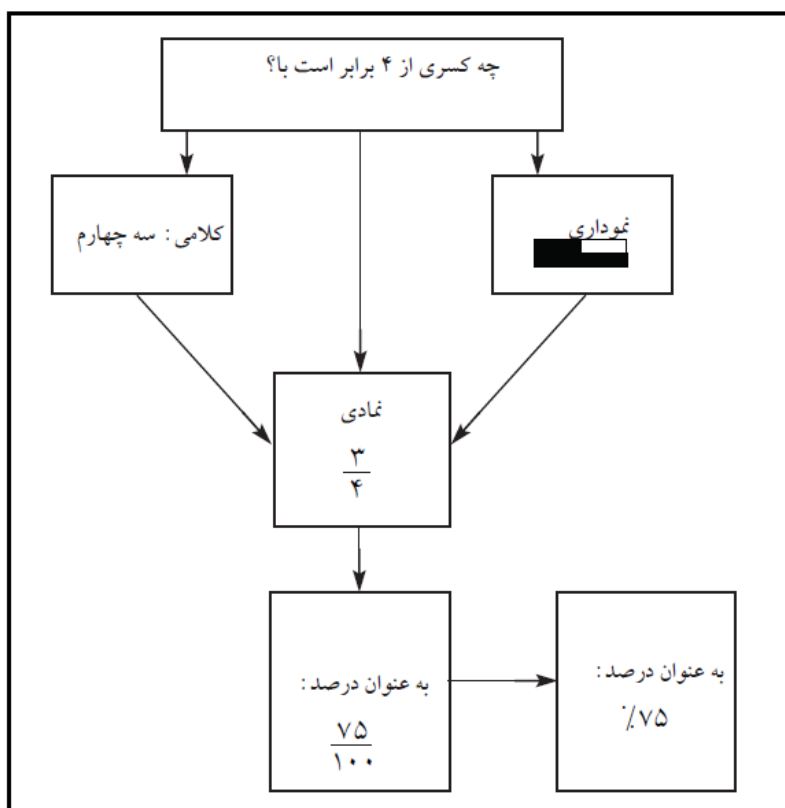 چه کسری از ۴ برابر است با؟
نموداری
کلامی : سه چهارم
نمادی
۳
۴
به عنوان درصد :
٪۷۵
به عنوان درصد :
۷۵
۱۰۰